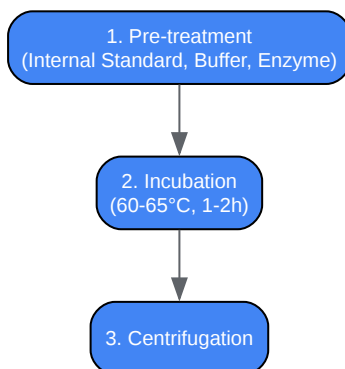 1. Pre-treatment
(Internal Standard, Buffer, Enzyme)
2. Incubation
(60-65°C, 1-2h)
3. Centrifugation